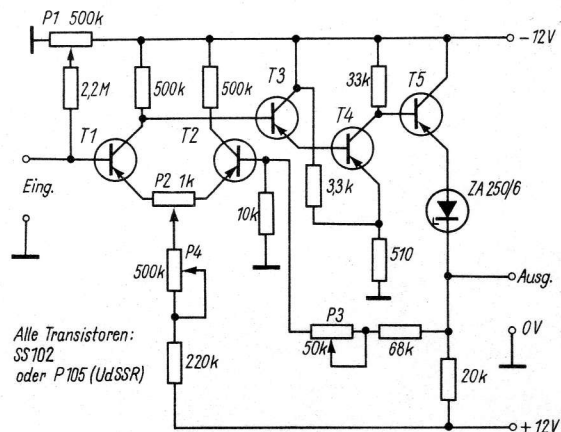 P1 500k
-12V
2,2M
500k
500k
T3
33k
T5
T1
T2
T4
P2 1k
Eing.
10k
3,3k
ZA 250/6
P4
500k
510
Ausg.
P3
50k
68k
0V
Alle Transistoren:
SS102
oder P105 (UdSSR)
220k
20k
+12V